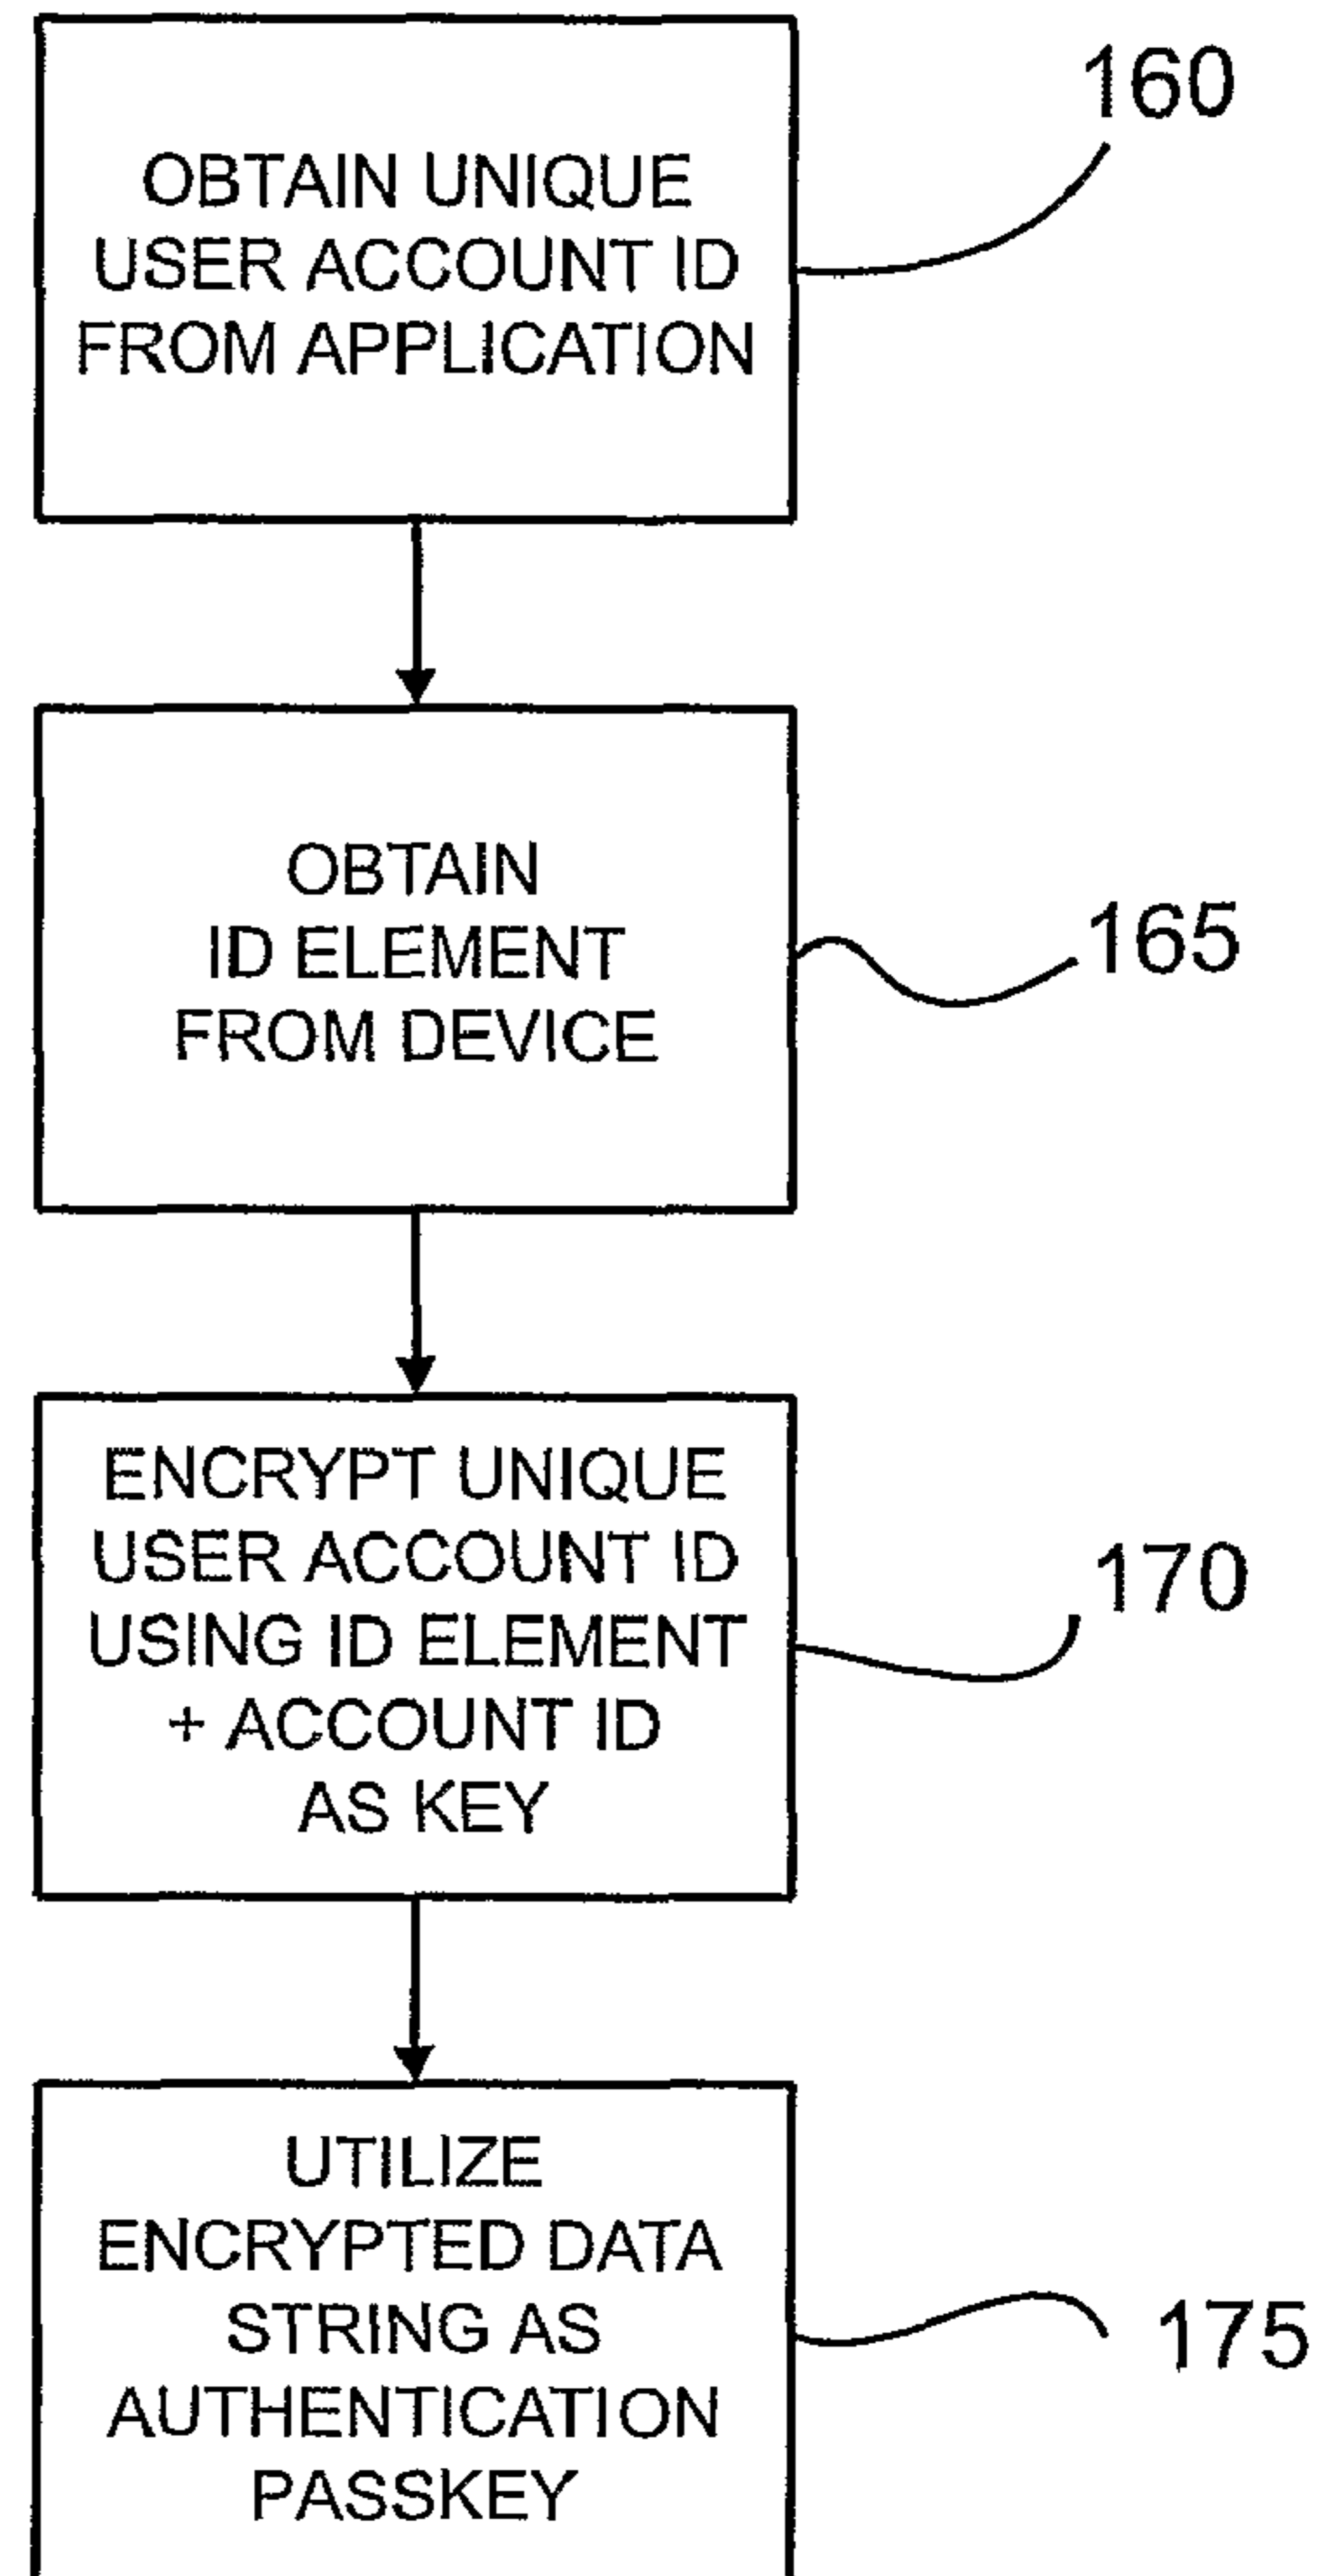 160
OBTAIN UNIQUE
USER ACCOUNT ID
FROM APPLICATION
OBTAIN
ID ELEMENT
FROM DEVICE
165
ENCRYPT UNIQUE
USER ACCOUNT ID
USING ID ELEMENT
+ ACCOUNT ID
AS KEY
170
UTILIZE
ENCRYPTED DATA
STRING AS
AUTHENTICATION
PASSKEY
175